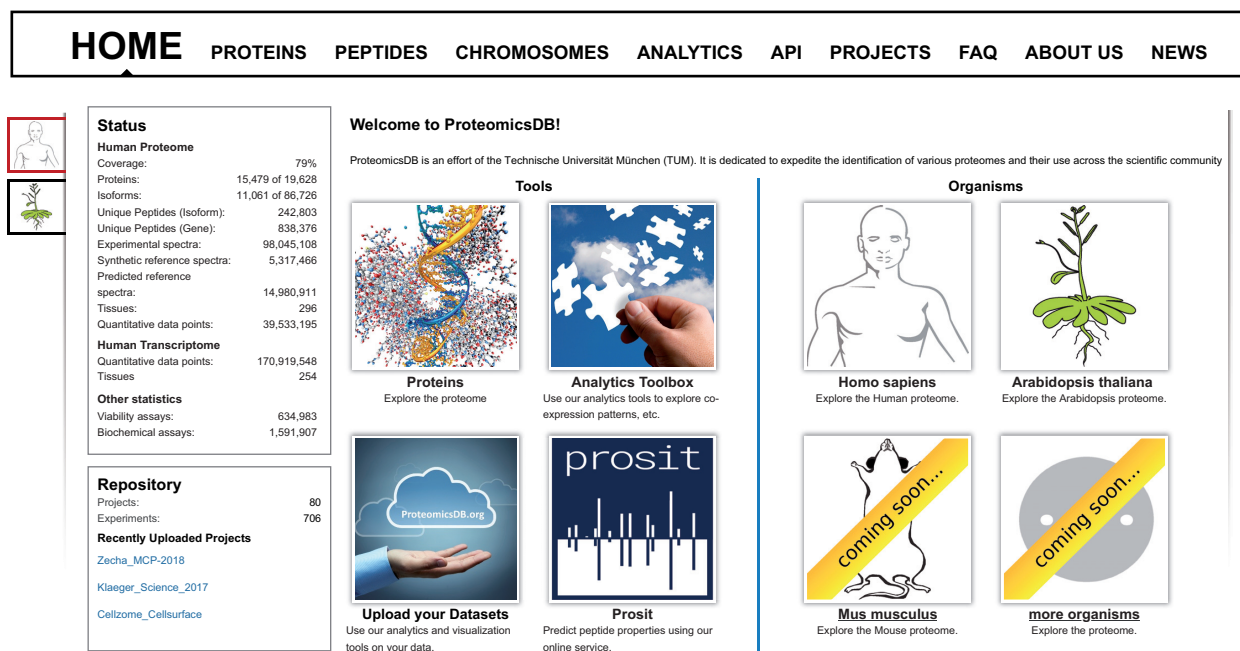 HOME PROTEINS PEPTIDES CHROMOSOMES ANALYTICS API PROJECTS FAQ ABOUT US NEWS
Status
Human Proteome
Coverage: 79%
Proteins: 15,479 of 19,628
Isoforms: 11,061 of 86,726
Unique Peptides (Isoform): 242,803
Unique Peptides (Gene): 838,376
Experimental spectra: 98,045,108
Synthetic reference spectra: 5,317,466
Predicted reference
spectra: 14,980,911
Tissues: 296
Quantitative data points: 39,533,195
Human Transcriptome
Quantitative data points: 170,919,548
Tissues 254
Other statistics
Viability assays: 634,983
Biochemical assays: 1,591,907
Repository
Projects: 80
Experiments: 706
Recently Uploaded Projects
Zecha_MCP-2018
Klaeger_Science_2017
Cellzome_Cellsurface
Welcome to ProteomicsDB!
ProteomicsDB is an effort of the Technische Universität München (TUM). It is dedicated to expedite the identification of various proteomes and their use across the scientific community
Tools
Proteins
Explore the proteome
Analytics Toolbox
Use our analytics tools to explore co-
expression patterns, etc.
ProteomicsDB.org
Upload your Datasets
Use our analytics and visualization
tools on your data.
prosit
Prosit
Predict peptide properties using our
online service.
Organisms
Homo sapiens
Explore the Human proteome.
Arabidopsis thaliana
Explore the Arabidopsis proteome.
coming soon...
Mus musculus
Explore the Mouse proteome.
coming soon...
more organisms
Explore the proteome.